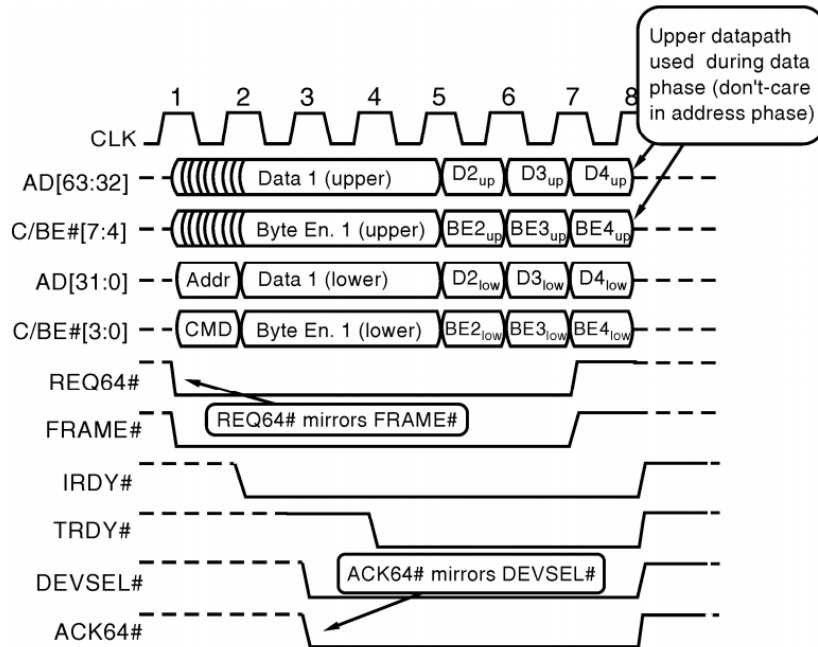 Upper datapath
used during data
phase (don't-care
in address phase)
1 2 3 4 5 6 7 8
CLK
AD[63:32] Data 1 (upper) D2up D3up D4up
C/BE#[7:4] Byte En. 1 (upper) BE2up BE3up BE4up
AD[31:0] Addr Data 1 (lower) D2low D3low D4low
C/BE#[3:0] CMD Byte En. 1 (lower) BE2low BE3low BE4low
REQ64#
REQ64# mirrors FRAME#
FRAME#
IRDY#
TRDY#
ACK64# mirrors DEVSEL#
DEVSEL#
ACK64#